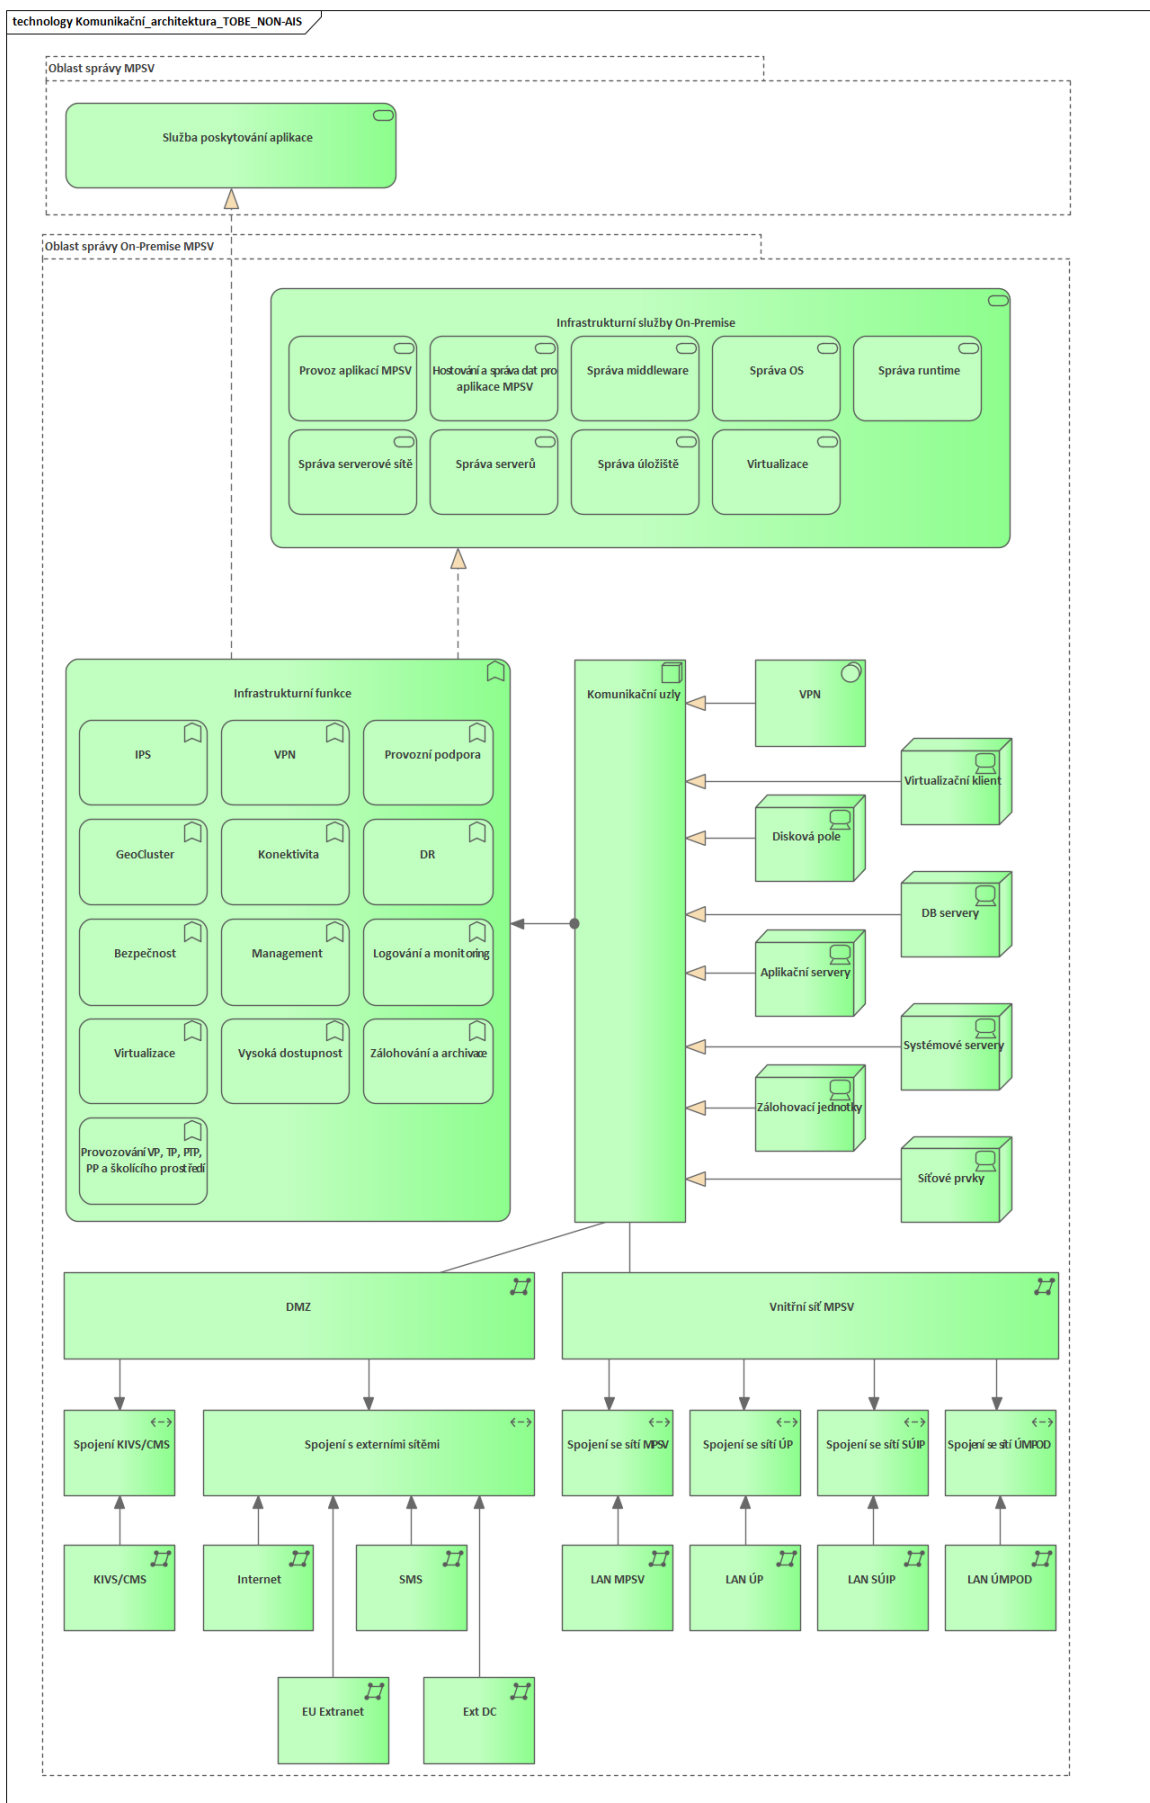 technology Komunikační_architektura_TOBE_NON-AIS
Oblast správy MPSV
Služba poskytování aplikace
Oblast správy On-Premise MPSV
Infrastrukturní služby On-Premise
Provoz aplikací MPSV
Hostování a správa dat pro
aplikace MPSV
Správa middleware
Správa OS
Správa runtime
Správa serverové sítě
Správa serverů
Správa úložiště
Virtualizace
Infrastrukturní funkce
IPS
VPN
Provozní podpora
GeoCluster
Konektivita
DR
Bezpečnost
Management
Logování a monitoring
Virtualizace
Vysoká dostupnost
Zálohování a archivace
Provozování VP, TP, PTP,
PP a školícího prostředí
Komunikační uzly
VPN
Virtualizační klient
Disková pole
DB servery
Aplikační servery
Systémové servery
Zálohovací jednotky
Síťové prvky
DMZ
Vnitřní síť MPSV
Spojení KIVS/CMS
Spojení s externími sítěmi
Spojení se sítí MPSV
Spojení se sítí ÚP
Spojení se sítí SÚIP
Spojení se sítí ÚMPOD
KIVS/CMS
Internet
SMS
LAN MPSV
LAN ÚP
LAN SÚIP
LAN ÚMPOD
EU Extranet
Ext DC